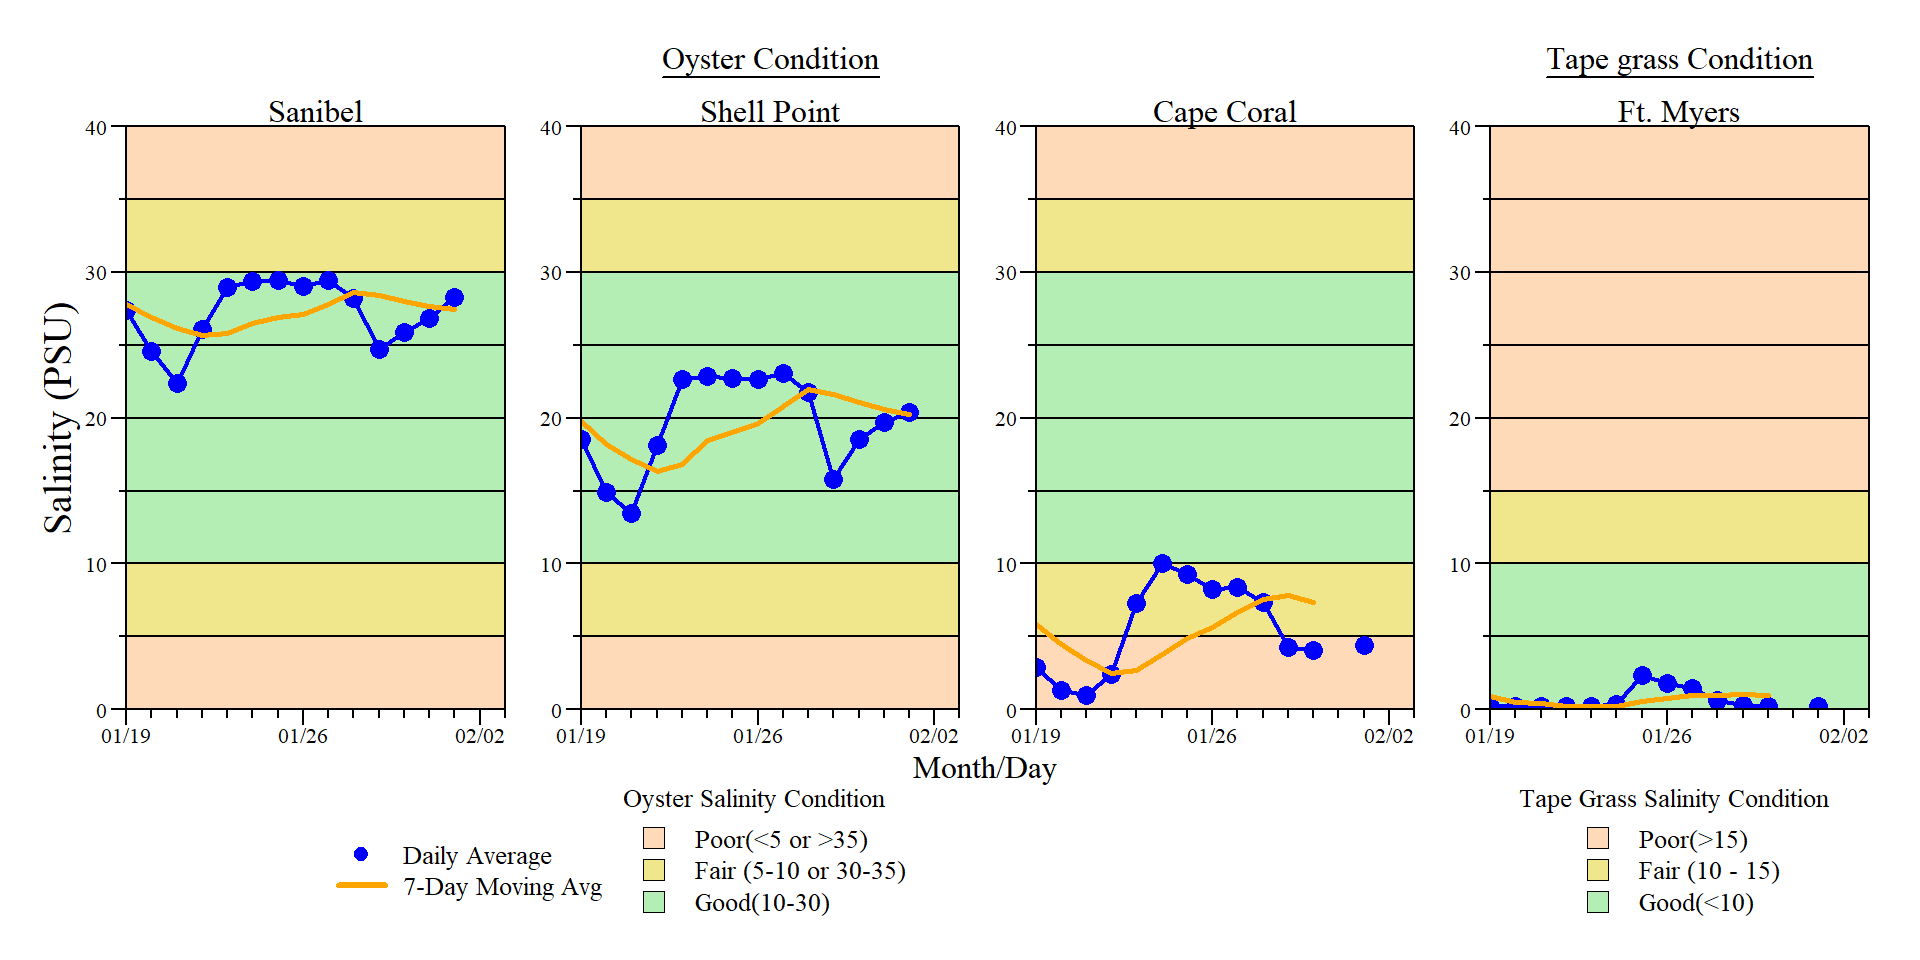 Oyster Condition
Tape grass Condition
Sanibel
Shell Point
Cape Coral
Ft. Myers
Salinity (PSU)
40
30
20
10
0
01/19
01/26
02/02
40
30
20
10
0
01/19
01/26
02/02
40
30
20
10
0
01/19
01/26
02/02
40
30
20
10
0
01/19
01/26
02/02
Month/Day
Daily Average
7-Day Moving Avg
Oyster Salinity Condition
Poor(<5 or >35)
Fair (5-10 or 30-35)
Good(10-30)
Tape Grass Salinity Condition
Poor(>15)
Fair (10 - 15)
Good(<10)